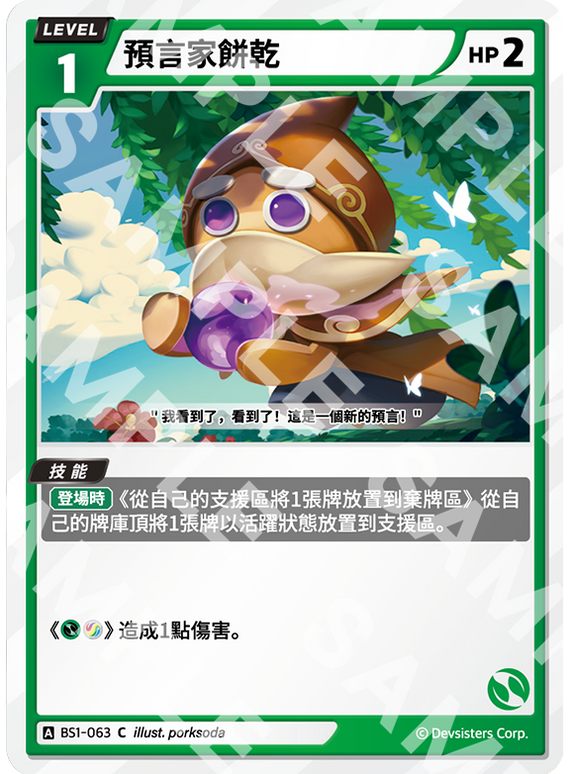 LEVEL
1
預言家餅乾
HP 2
"我看到了，看到了！這是一個新的預言！"
技能
登場時《從自己的支援區將1張牌放置到棄牌區》從自
己的牌庫頂將1張牌以活躍狀態放置到支援區。
《》造成1點傷害。
A BS1-063 C illust. porksoda
© Devsisters Corp.
SAMPLE